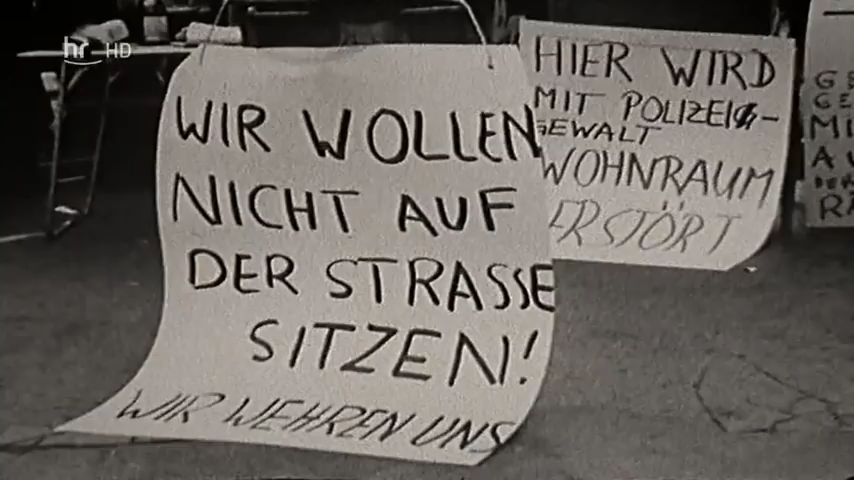 hr HD
WIR WOLLEN
NICHT AUF
DER STRASSE
SITZEN!
WIR WEHREN UNS
HIER WIRD
MIT POLIZEI-
GEWALT
WOHNRAUM
ERSTÖRT